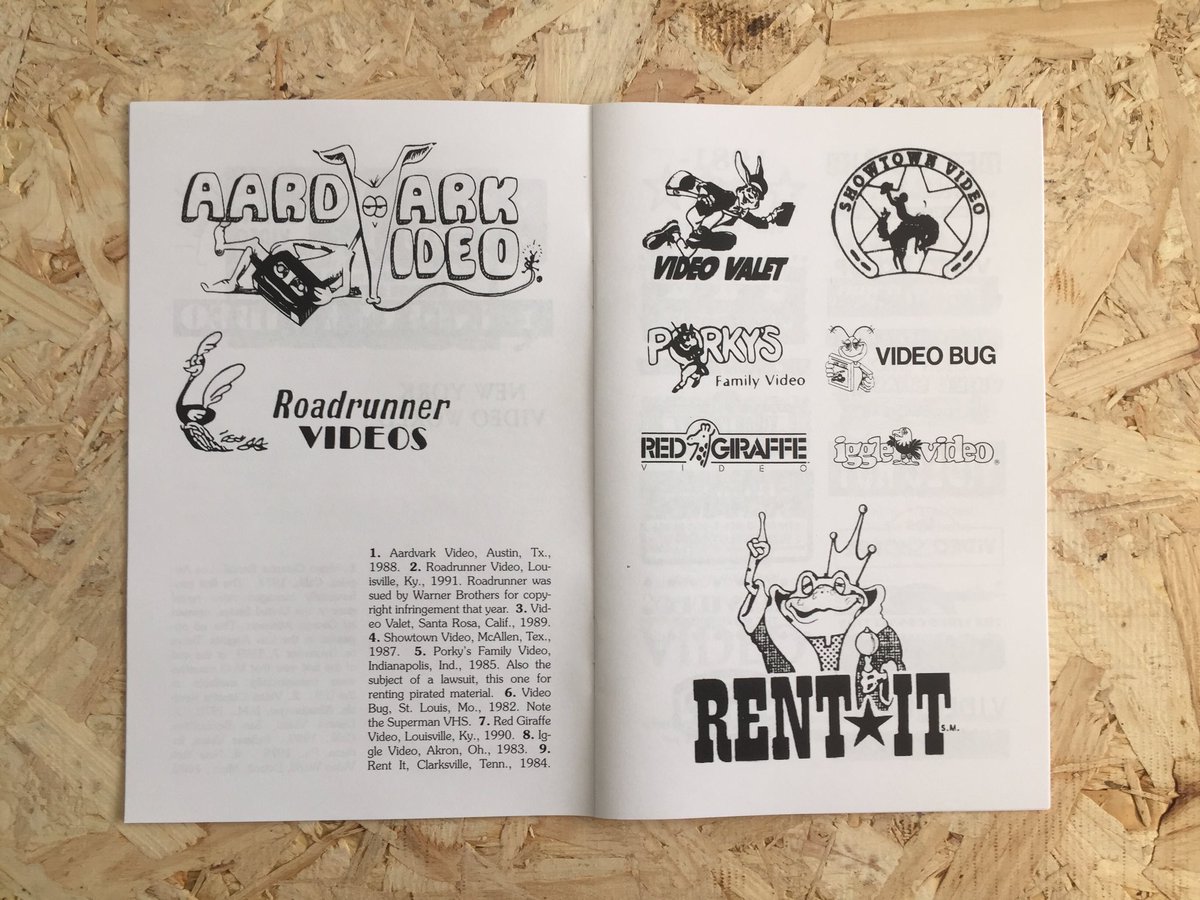 AARDVARK
VIDEO
Roadrunner
VIDEOS
1. Aardvark Video, Austin, Tx.,
1988. 2. Roadrunner Video, Lou-
isville, Ky., 1991. Roadrunner was
sued by Warner Brothers for copy-
right infringement that year. 3. Vid-
eo Valet, Santa Rosa, Calif., 1989.
4. Showtown Video, McAllen, Tex.,
1987. 5. Porky's Family Video,
Indianapolis, Ind., 1985. Also the
subject of a lawsuit, this one for
renting pirated material. 6. Video
Bug, St. Louis, Mo., 1982. Note
the Superman VHS. 7. Red Giraffe
Video, Louisville, Ky., 1990. 8. Ig-
gle Video, Akron, Oh., 1983. 9.
Rent It, Clarksville, Tenn., 1984.
VIDEO VALET
SHOWTOWN VIDEO
PORKY'S
Family Video
VIDEO BUG
RED GIRAFFE
VIDEO
iggle video®
RENT★IT
S.M.